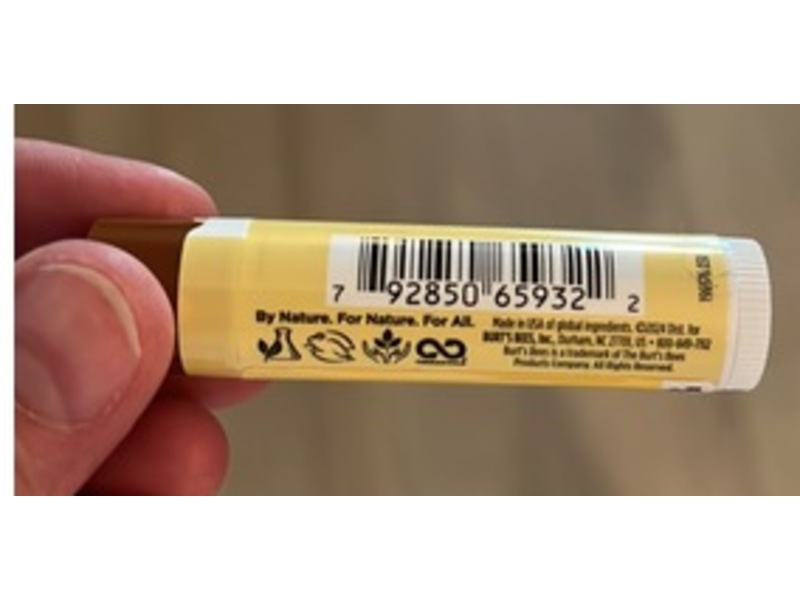 7 92850 65932 2
By Nature. For Nature. For All.
Made in USA of global ingredients. ©2024 Dist. for
BURT'S BEES, Inc., Durham, NC 27701, US • 800-849-7112
Burt's Bees is a trademark of The Burt's Bees
Products Company. All Rights Reserved.